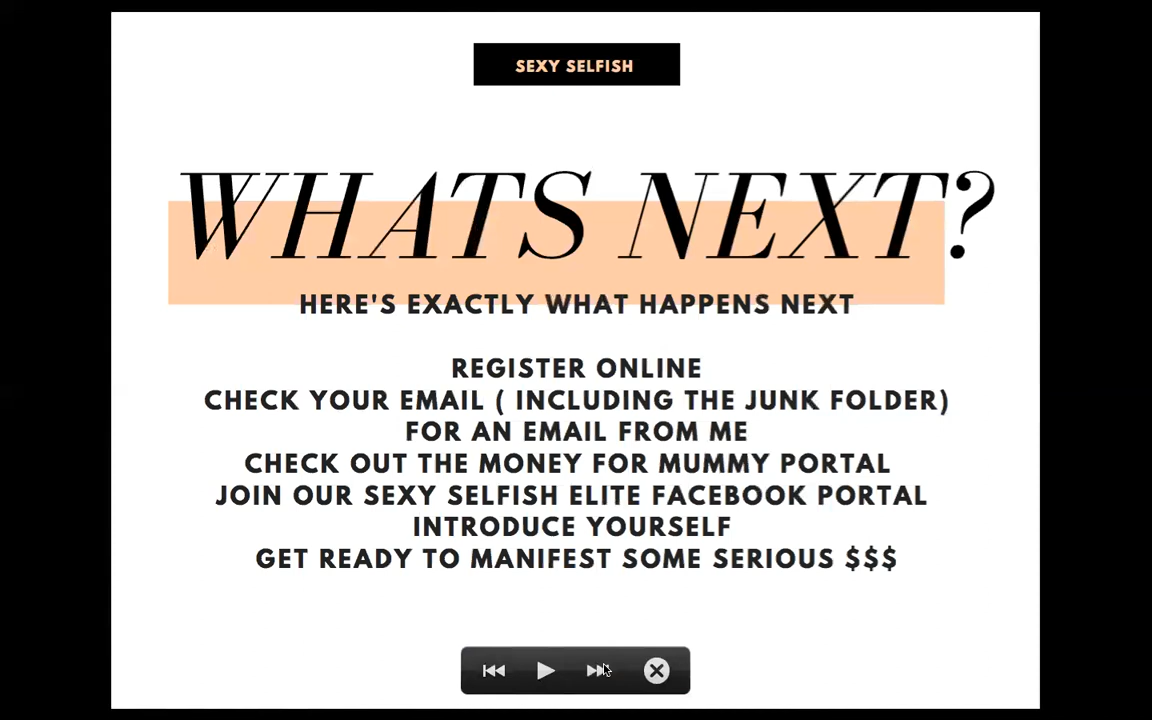 SEXY SELFISH
WHATS NEXT?
HERE'S EXACTLY WHAT HAPPENS NEXT
REGISTER ONLINE
CHECK YOUR EMAIL ( INCLUDING THE JUNK FOLDER)
FOR AN EMAIL FROM ME
CHECK OUT THE MONEY FOR MUMMY PORTAL
JOIN OUR SEXY SELFISH ELITE FACEBOOK PORTAL
INTRODUCE YOURSELF
GET READY TO MANIFEST SOME SERIOUS $$$